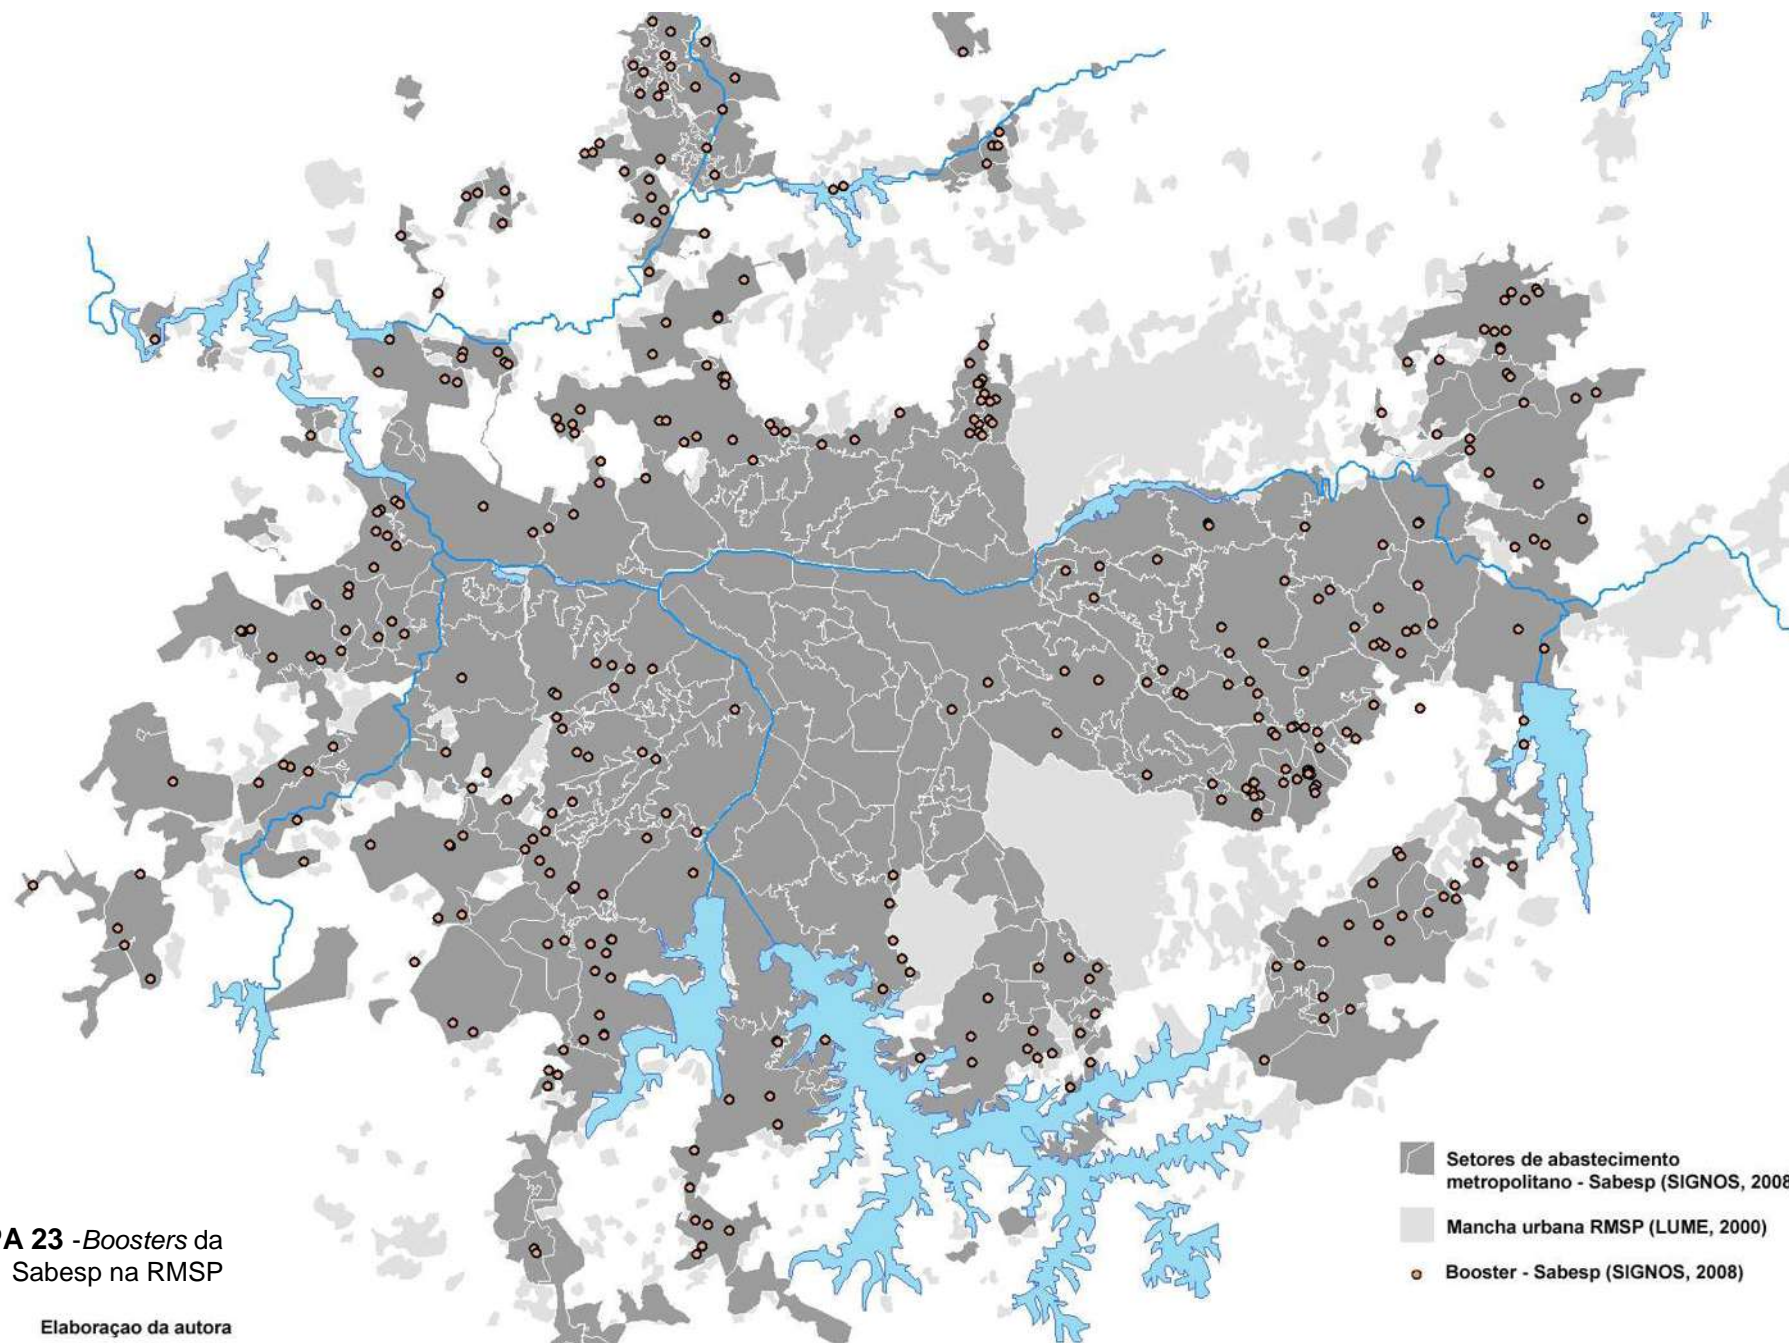 Setores de abastecimento
metropolitano - Sabesp (SIGNOS, 2008
Mancha urbana RMSP (LUME, 2000)
Booster - Sabesp (SIGNOS, 2008)
PA 23 -Boosters da
Sabesp na RMSP
Elaboraçao da autora